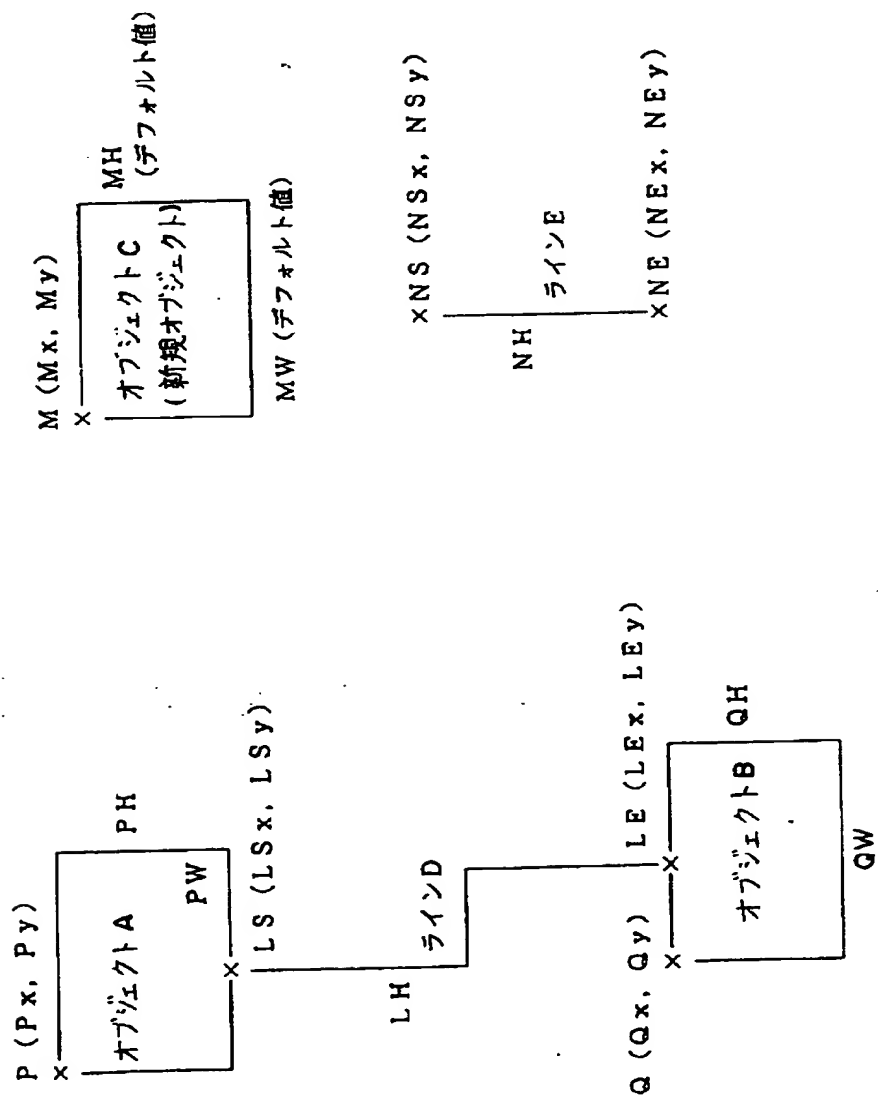 P (Px, Py)
オブジェクトA
PH
PW
LS (LSx, LSy)
LH
ラインD
Q (Qx, Qy)
LE (LEx, LEy)
オブジェクトB
QH
QW
M (Mx, My)
オブジェクトC
(新規オブジェクト)
MH
(デフォルト値)
MW (デフォルト値)
NS (NSx, NSy)
NH
ラインE
NE (NEx, NEy)